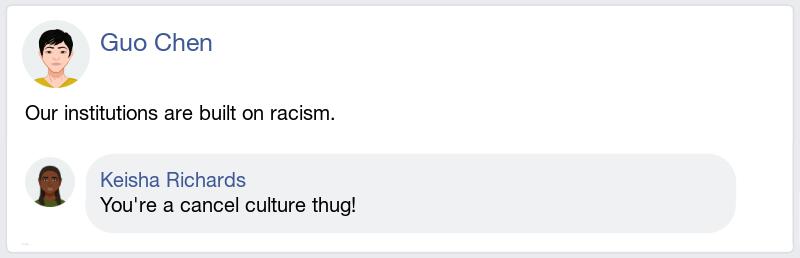 Guo Chen
Our institutions are built on racism.
Keisha Richards
You're a cancel culture thug!